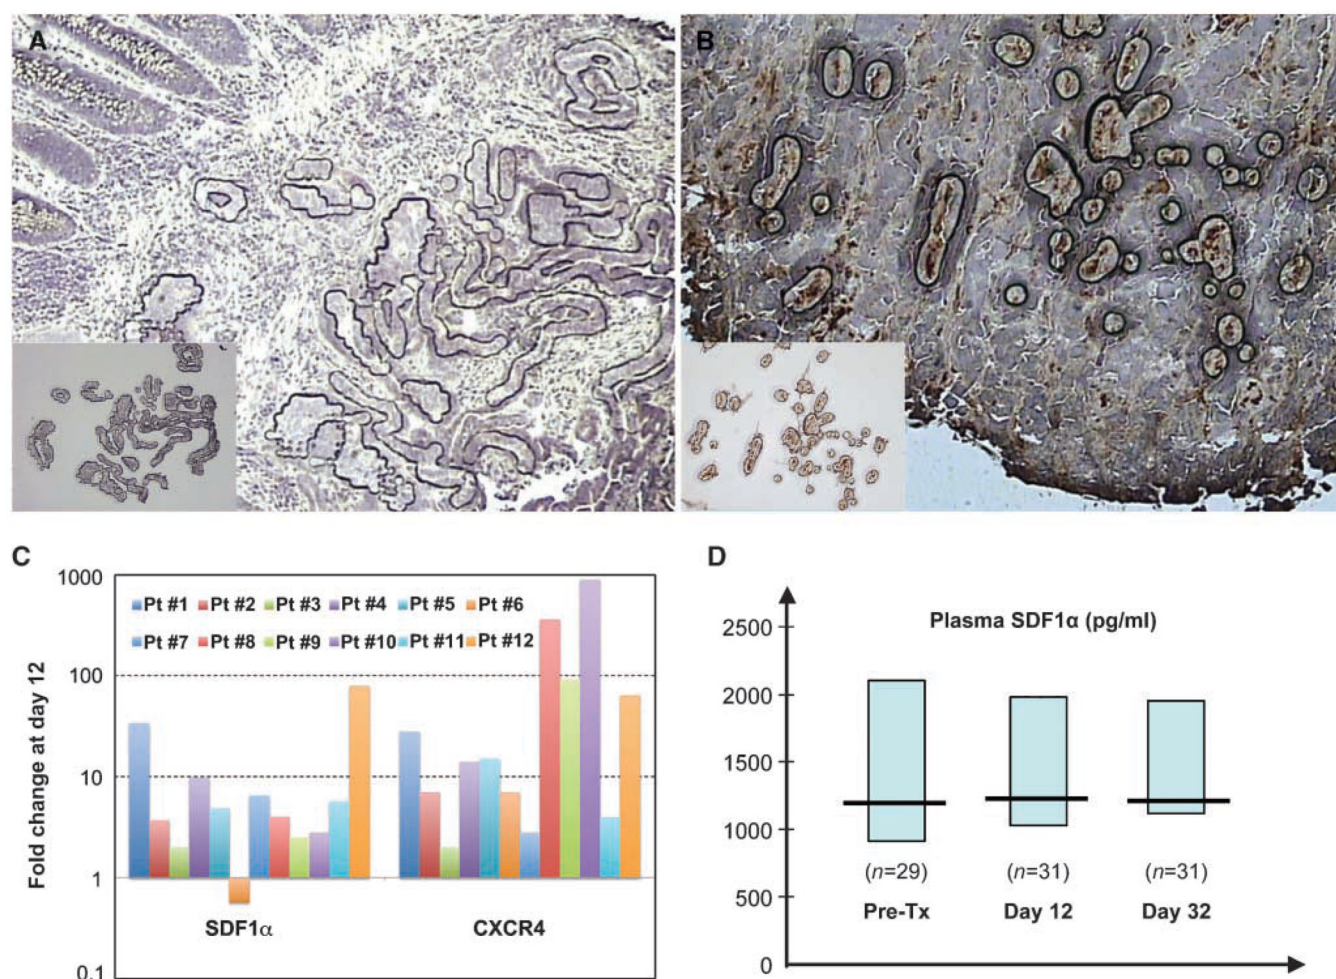 A
B
C
1000
100
10
1
0.1
Fold change at day 12
Pt #1 Pt #2 Pt #3 Pt #4 Pt #5 Pt #6
Pt #7 Pt #8 Pt #9 Pt #10 Pt #11 Pt #12
SDF1α
CXCR4
D
Plasma SDF1α (pg/ml)
2500
2000
1500
1000
500
0
(n=29) (n=31) (n=31)
Pre-Tx Day 12 Day 32